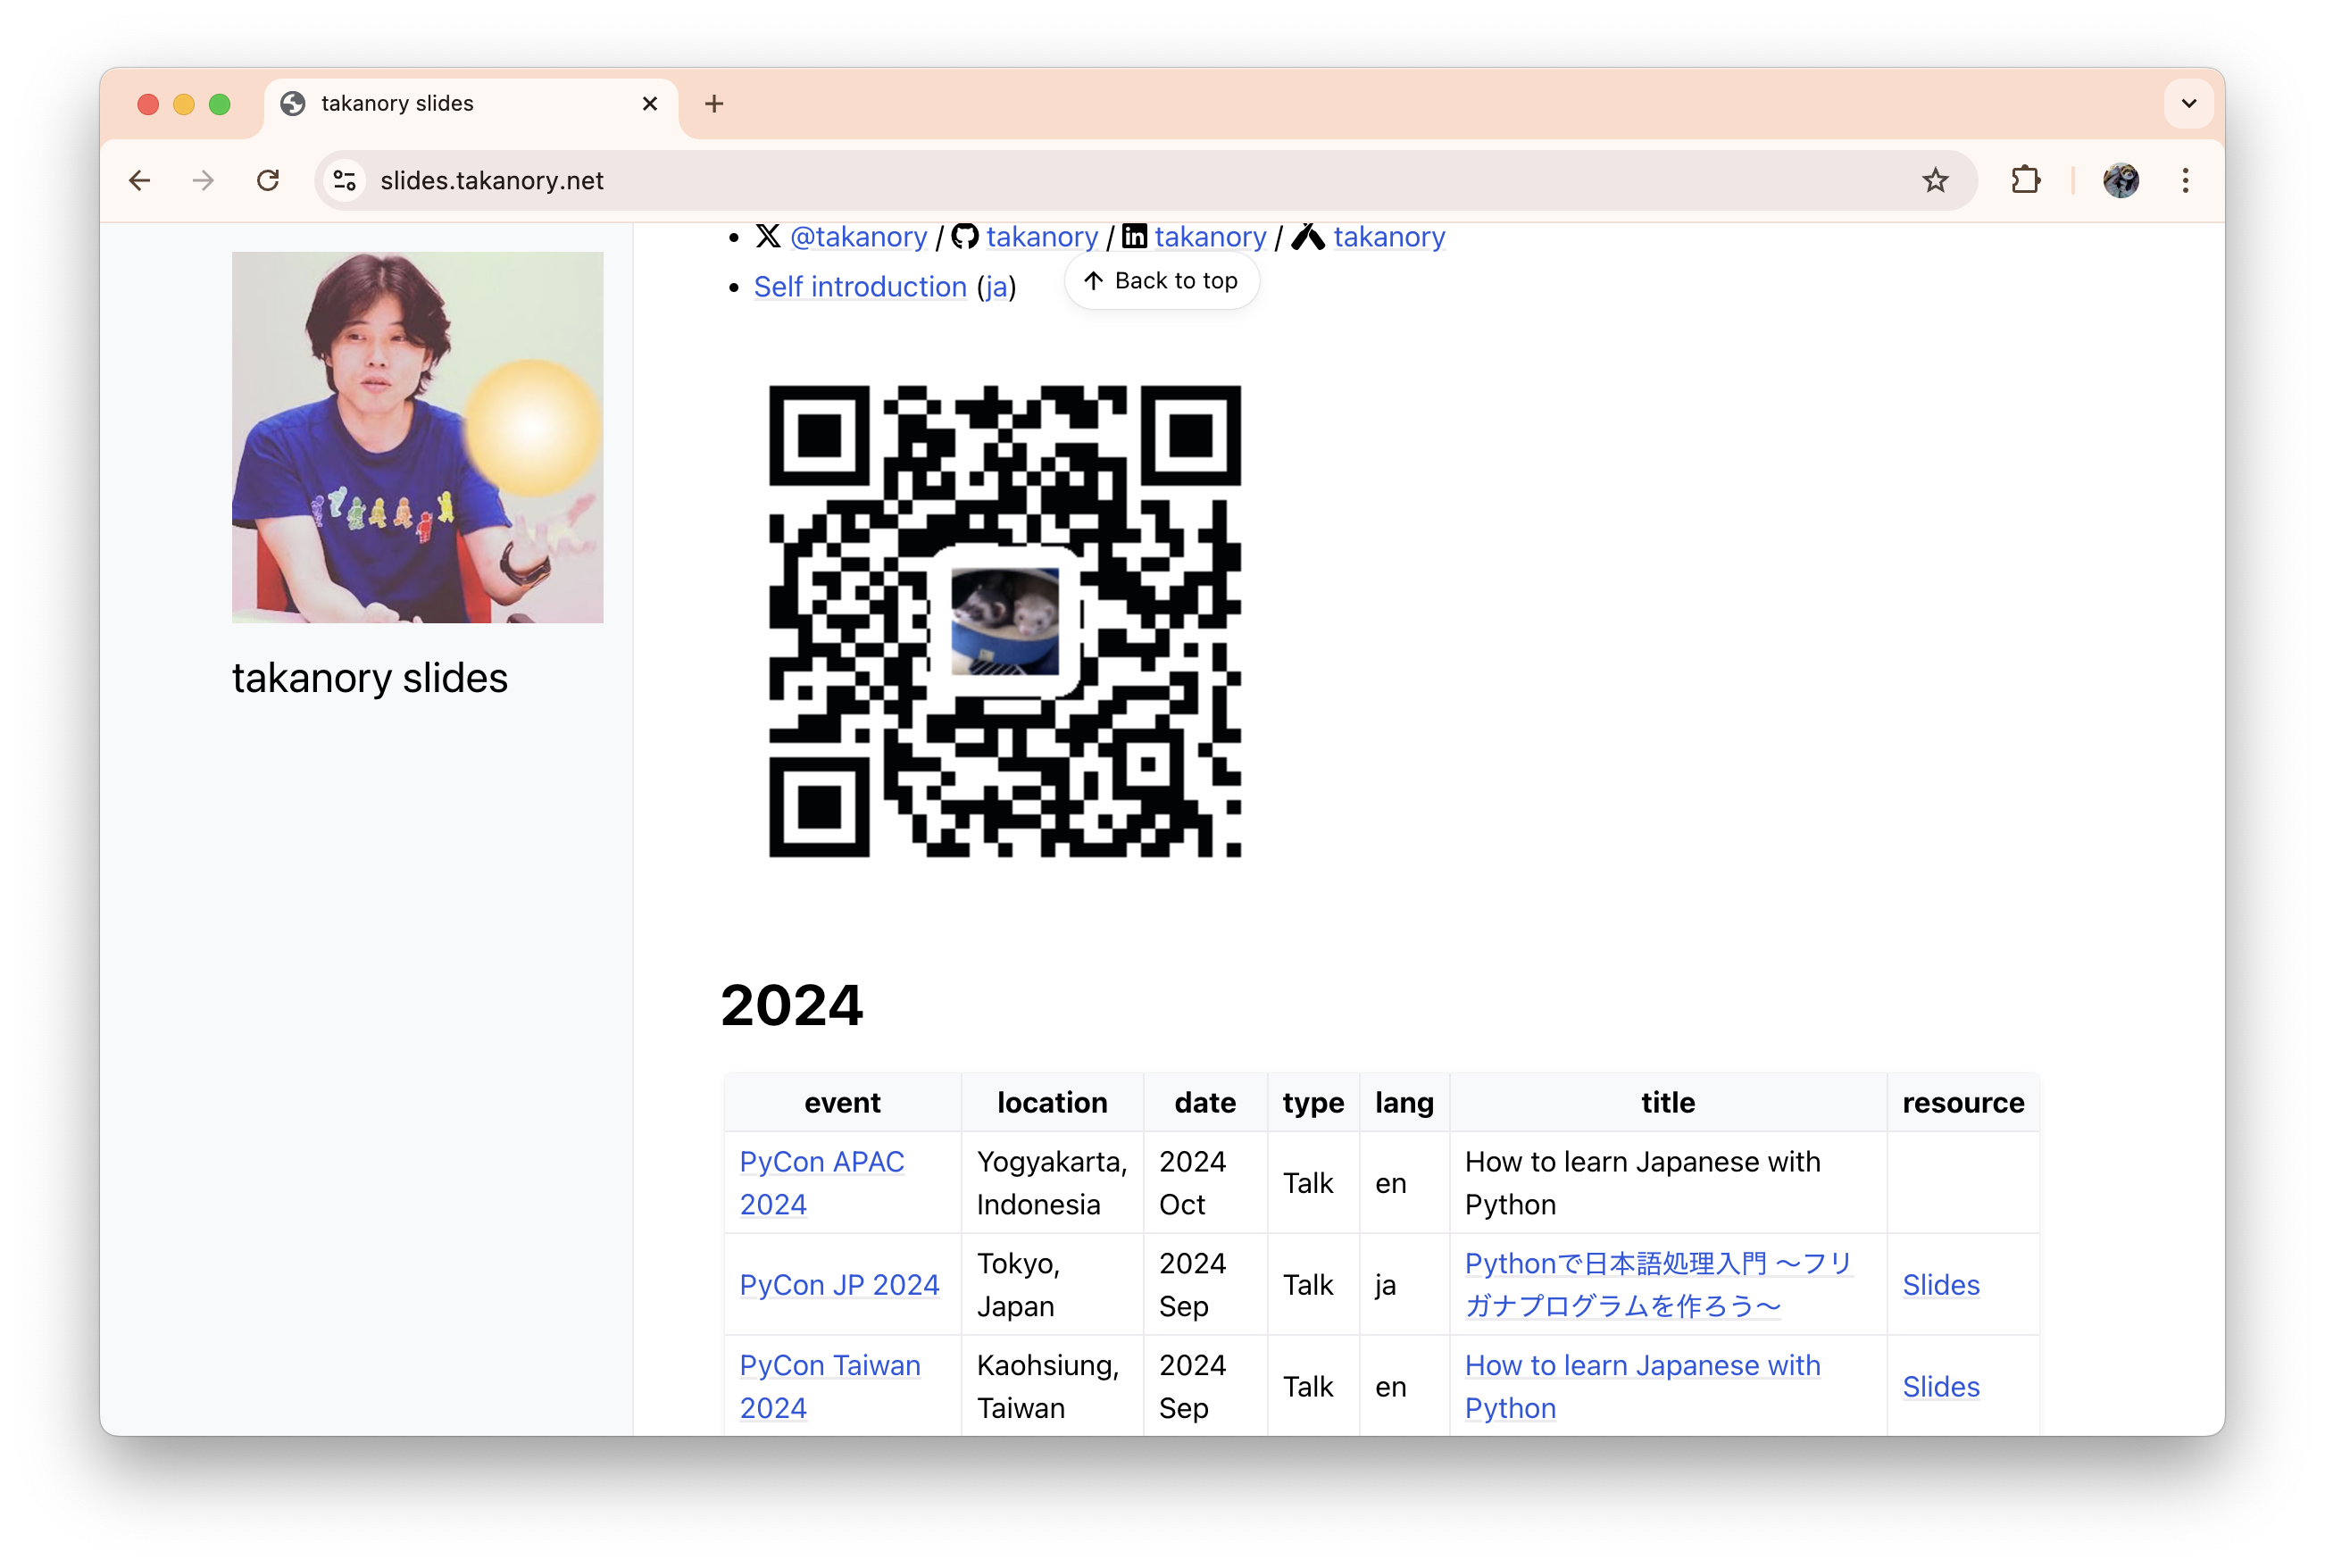 takanory slides
slides.takanory.net
@takanory / takanory / takanory / takanory
Self introduction (ja)
Back to top
takanory slides
2024
event location date type lang title resource
PyCon APAC 2024 Yogyakarta, Indonesia 2024 Oct Talk en How to learn Japanese with Python
PyCon JP 2024 Tokyo, Japan 2024 Sep Talk ja Pythonで日本語処理入門 〜フリガナプログラムを作ろう〜 Slides
PyCon Taiwan 2024 Kaohsiung, Taiwan 2024 Sep Talk en How to learn Japanese with Python Slides